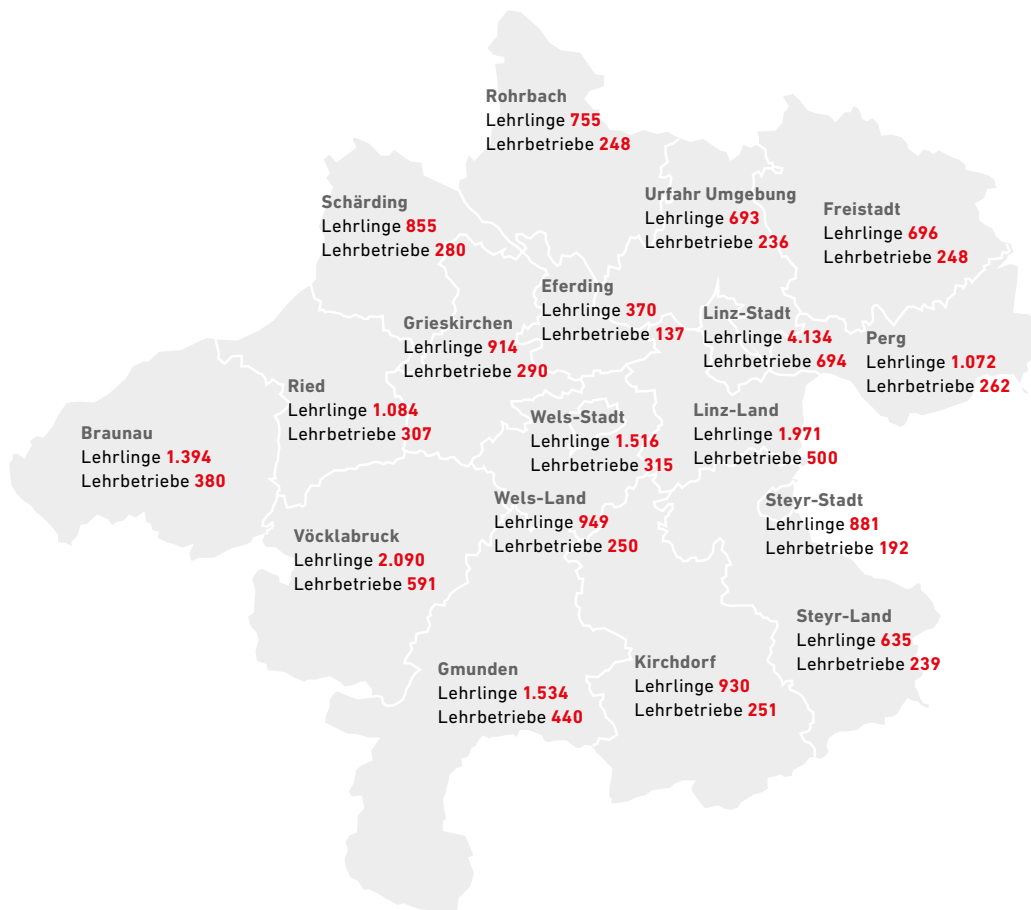 Rohrbach
Lehrlinge 755
Lehrbetriebe 248
Schärding
Lehrlinge 855
Lehrbetriebe 280
Urfahr Umgebung
Lehrlinge 693
Lehrbetriebe 236
Freistadt
Lehrlinge 696
Lehrbetriebe 248
Eferding
Lehrlinge 370
Lehrbetriebe 137
Grieskirchen
Lehrlinge 914
Lehrbetriebe 290
Linz-Stadt
Lehrlinge 4.134
Lehrbetriebe 694
Perg
Lehrlinge 1.072
Lehrbetriebe 262
Ried
Lehrlinge 1.084
Lehrbetriebe 307
Braunau
Lehrlinge 1.394
Lehrbetriebe 380
Wels-Stadt
Lehrlinge 1.516
Lehrbetriebe 315
Linz-Land
Lehrlinge 1.971
Lehrbetriebe 500
Wels-Land
Lehrlinge 949
Lehrbetriebe 250
Steyr-Stadt
Lehrlinge 881
Lehrbetriebe 192
Vöcklabruck
Lehrlinge 2.090
Lehrbetriebe 591
Steyr-Land
Lehrlinge 635
Lehrbetriebe 239
Gmunden
Lehrlinge 1.534
Lehrbetriebe 440
Kirchdorf
Lehrlinge 930
Lehrbetriebe 251